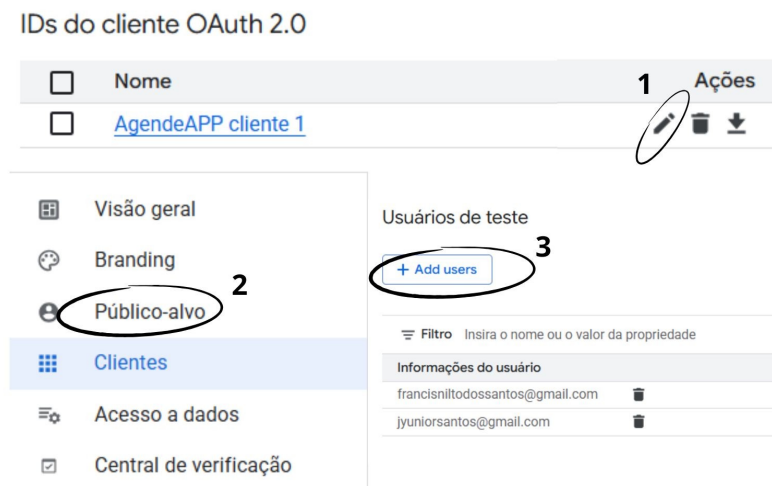 IDs do cliente OAuth 2.0
Nome
1
Ações
AgendeAPP cliente 1
Visão geral
Branding
2
Público-alvo
Clientes
Acesso a dados
Central de verificação
Usuários de teste
3
+ Add users
Filtro Insira o nome ou o valor da propriedade
Informações do usuário
francisniltodossantos@gmail.com
jyuniorsantos@gmail.com